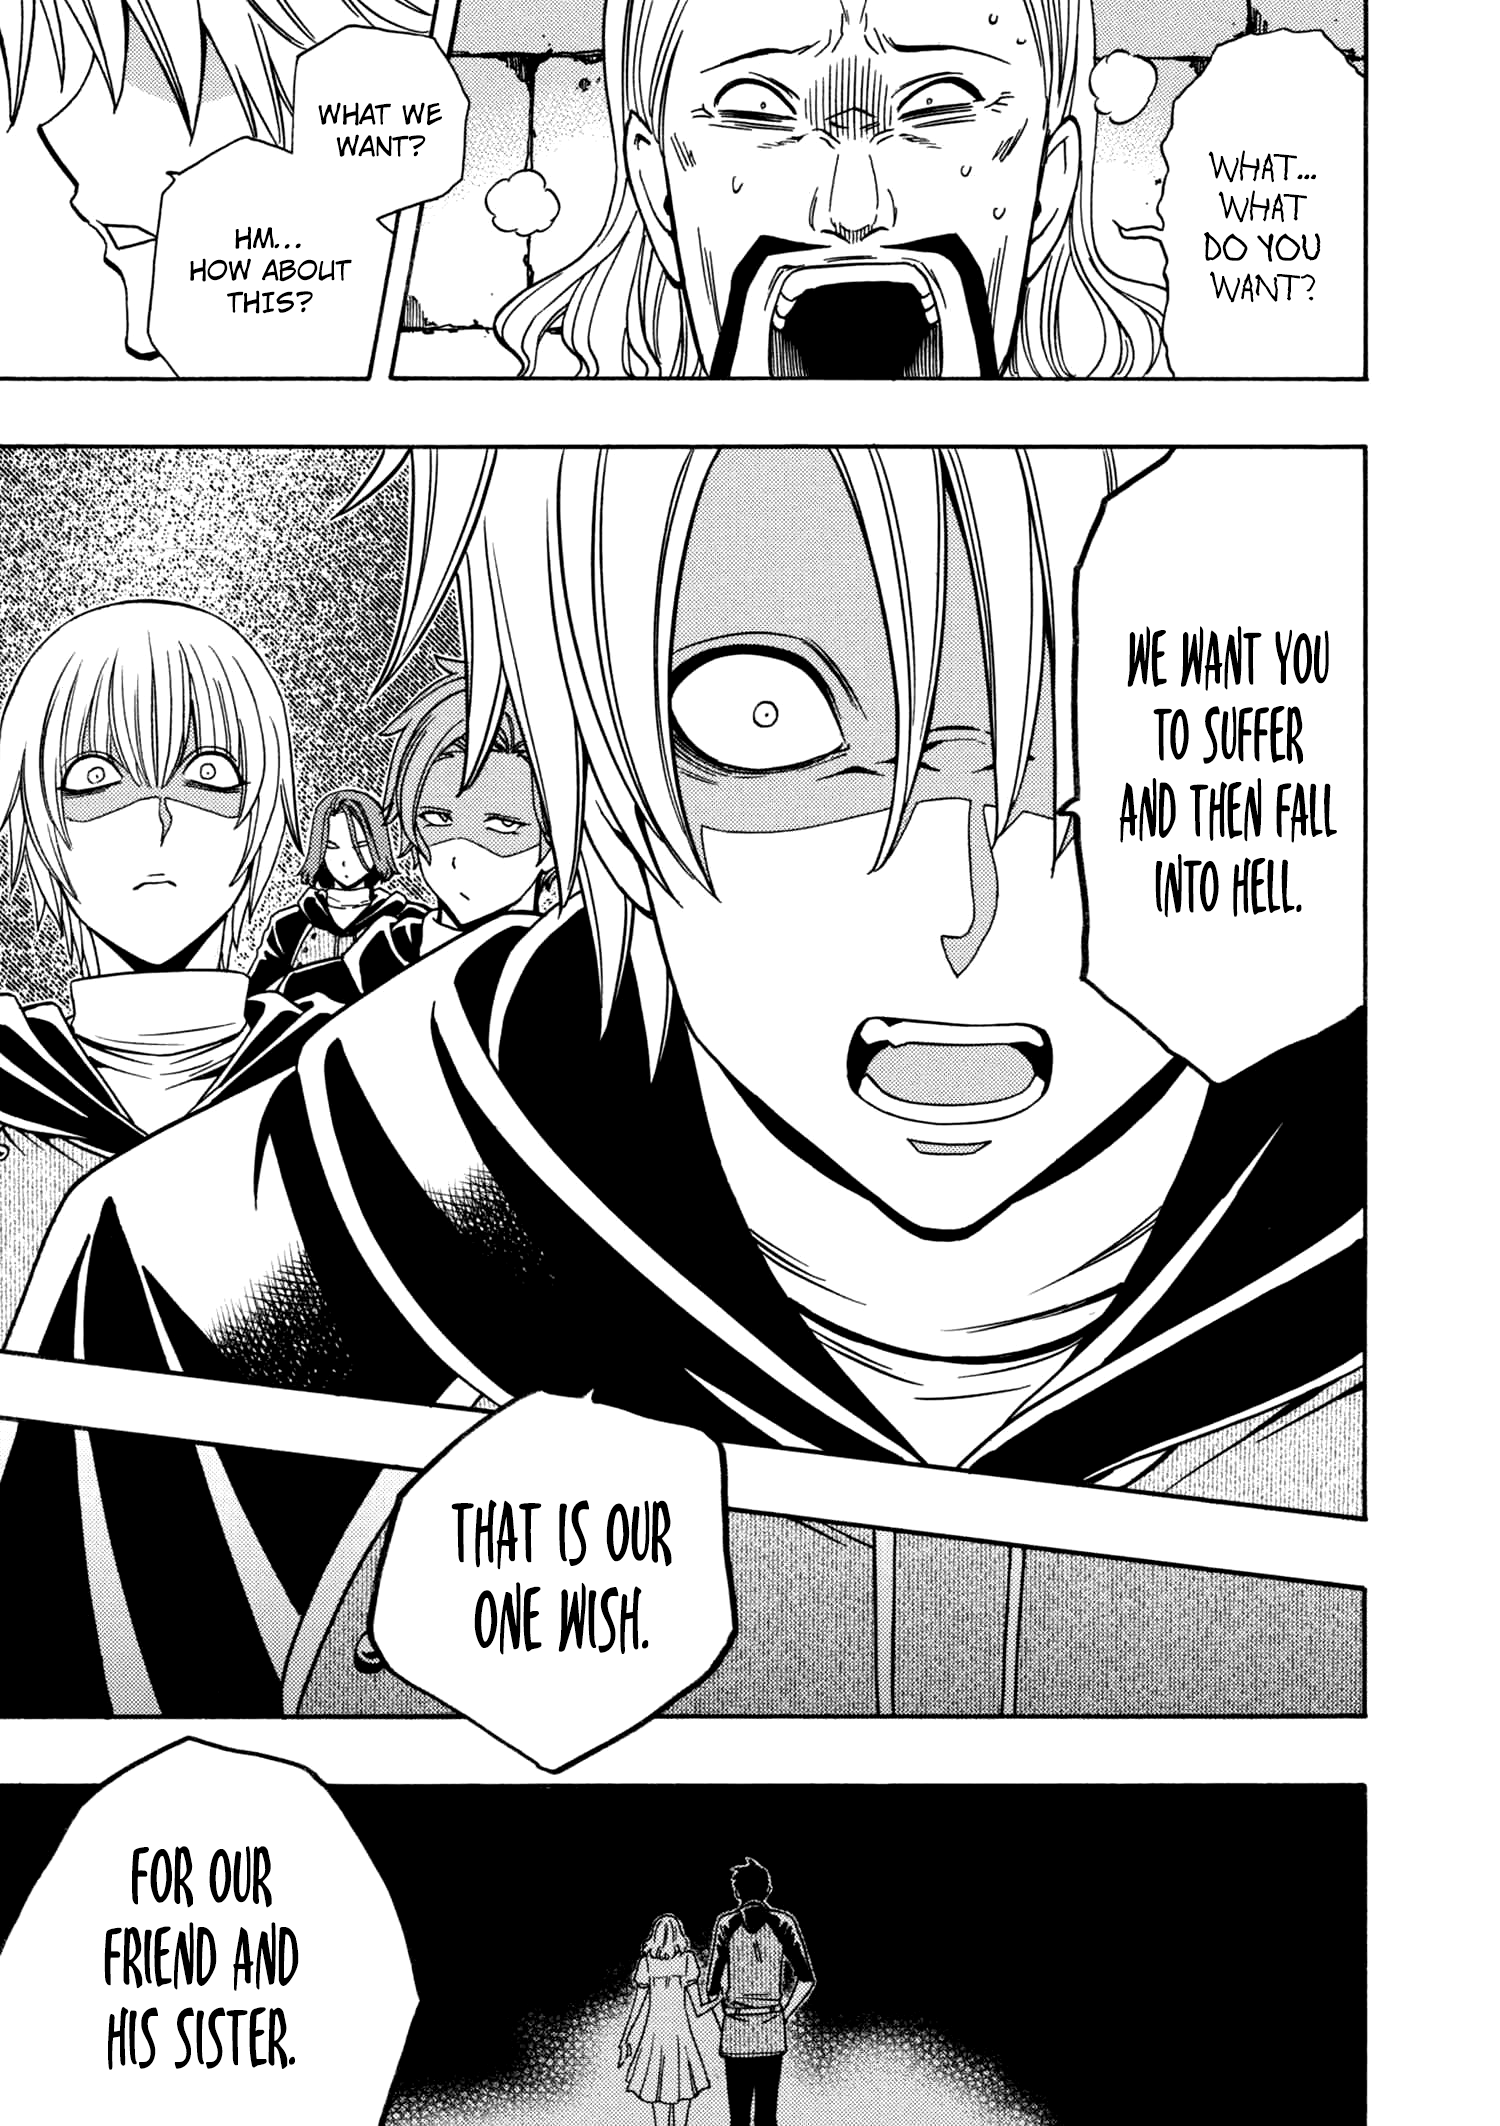 WHAT...
WHAT
DO YOU
WANT?
WHAT WE
WANT?
HM...
HOW ABOUT
THIS?
WE WANT YOU
TO SUFFER
AND THEN FALL
INTO HELL.
THAT IS OUR
ONE WISH.
FOR OUR
FRIEND AND
HIS SISTER.